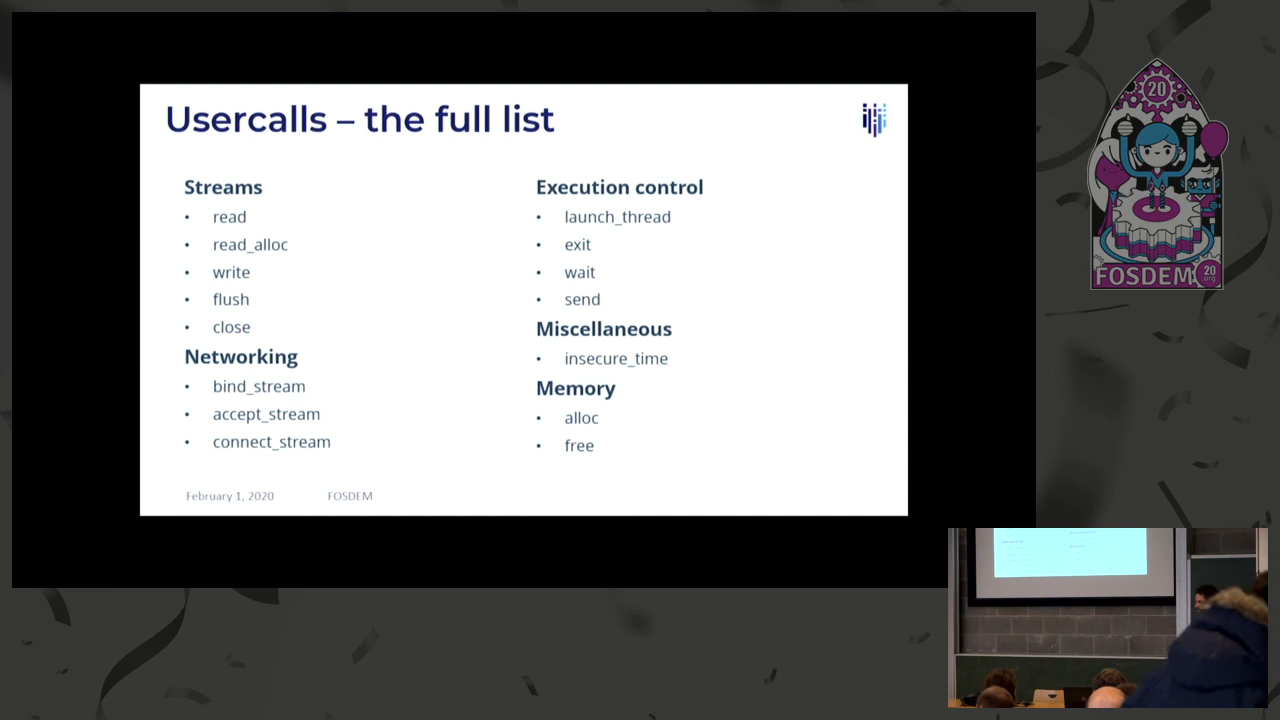 Usercalls – the full list
Streams
• read
• read_alloc
• write
• flush
• close
Networking
• bind_stream
• accept_stream
• connect_stream
Execution control
• launch_thread
• exit
• wait
• send
Miscellaneous
• insecure_time
Memory
• alloc
• free
February 1, 2020 FOSDEM
20
FOSDEM
20
.org